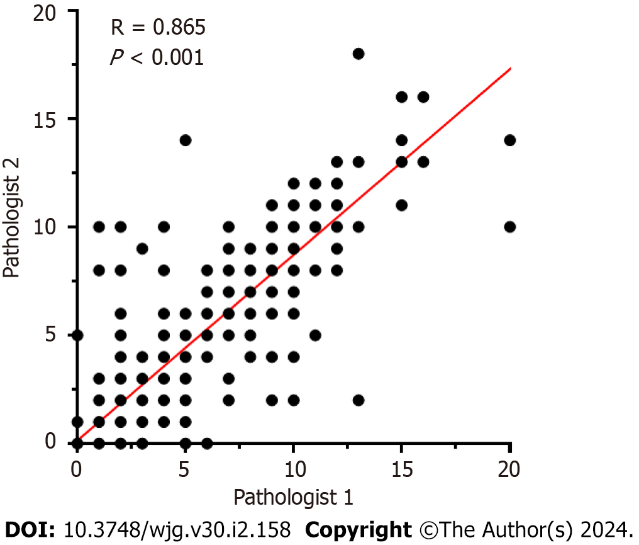 20
R = 0.865
P < 0.001
15
Pathologist 2
10
5
0
0 5 10 15 20
Pathologist 1
DOI: 10.3748/wjg.v30.i2.158 Copyright ©The Author(s) 2024.